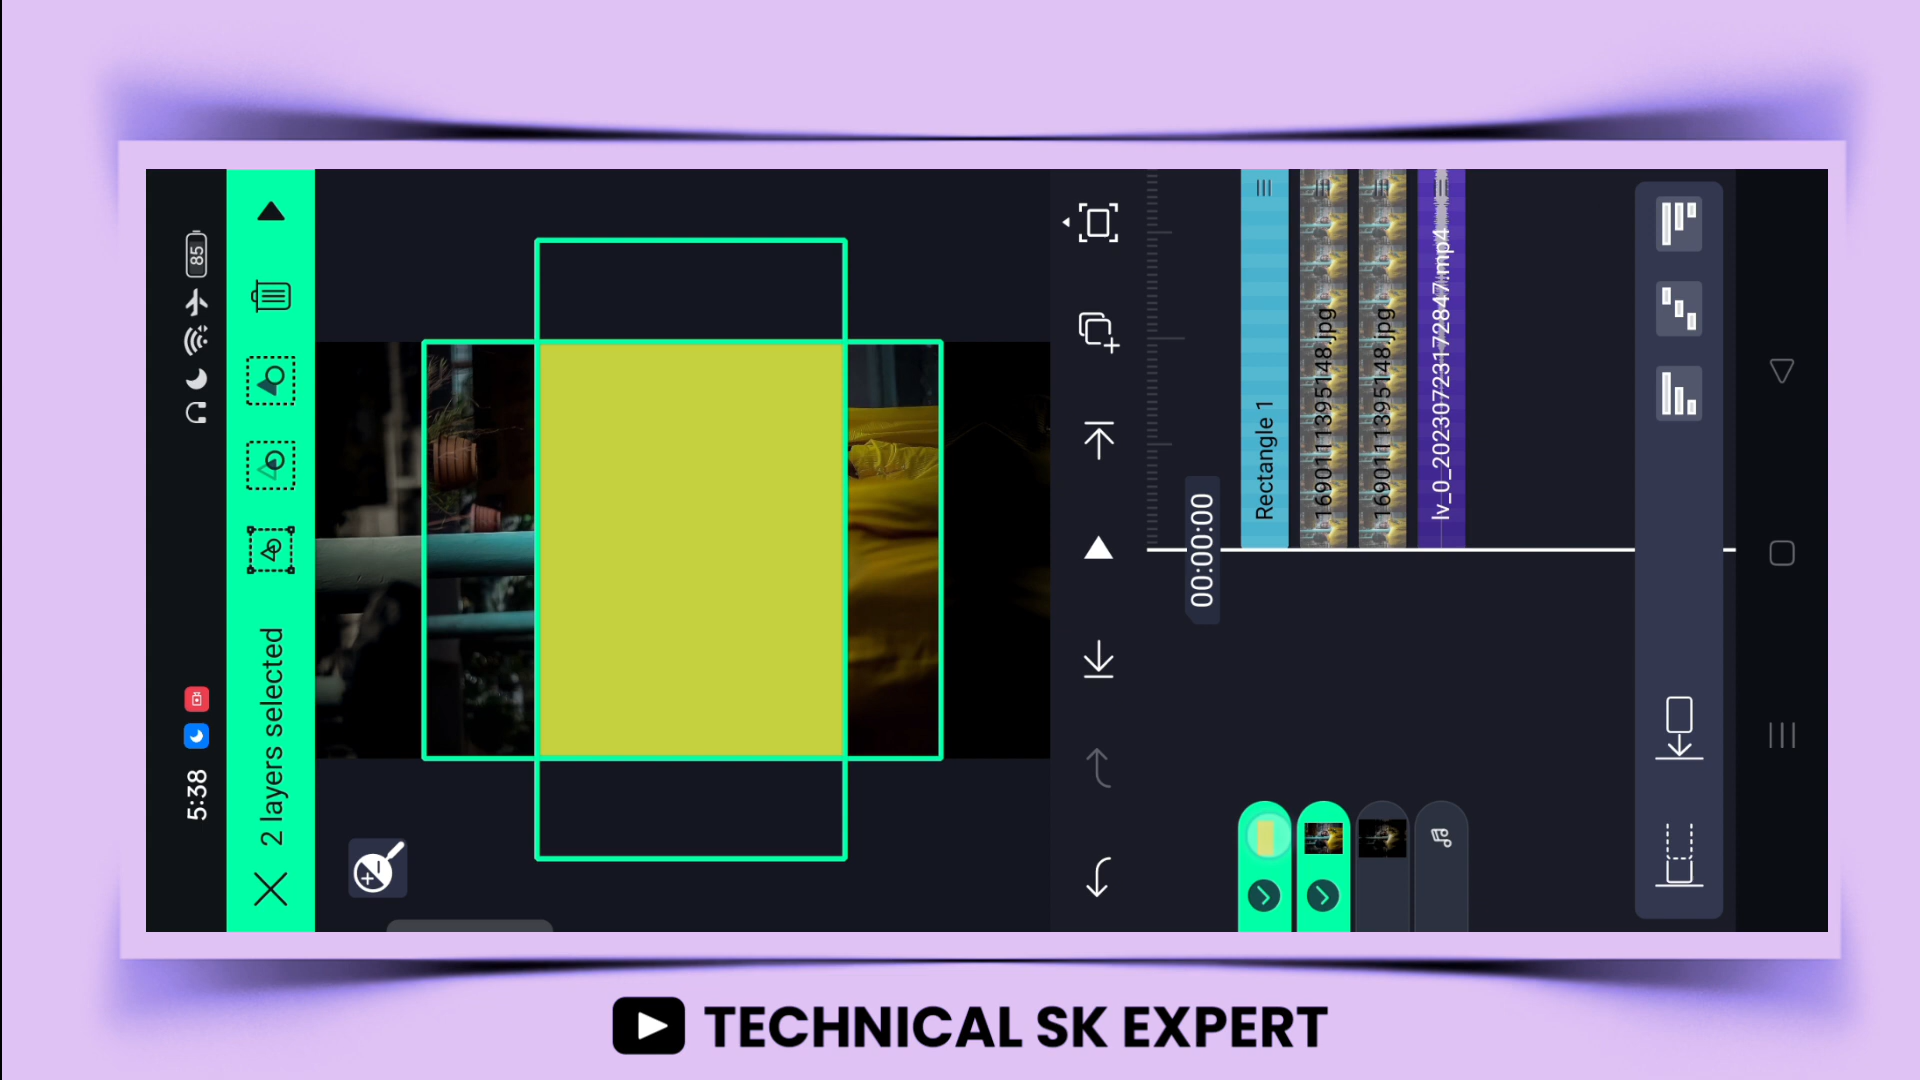 5:38
85
2 layers selected
00:00:00
Rectangle 1
1690111395148.jpg
1690111395148.jpg
lv_0_20230723172847.mp4
TECHNICAL SK EXPERT